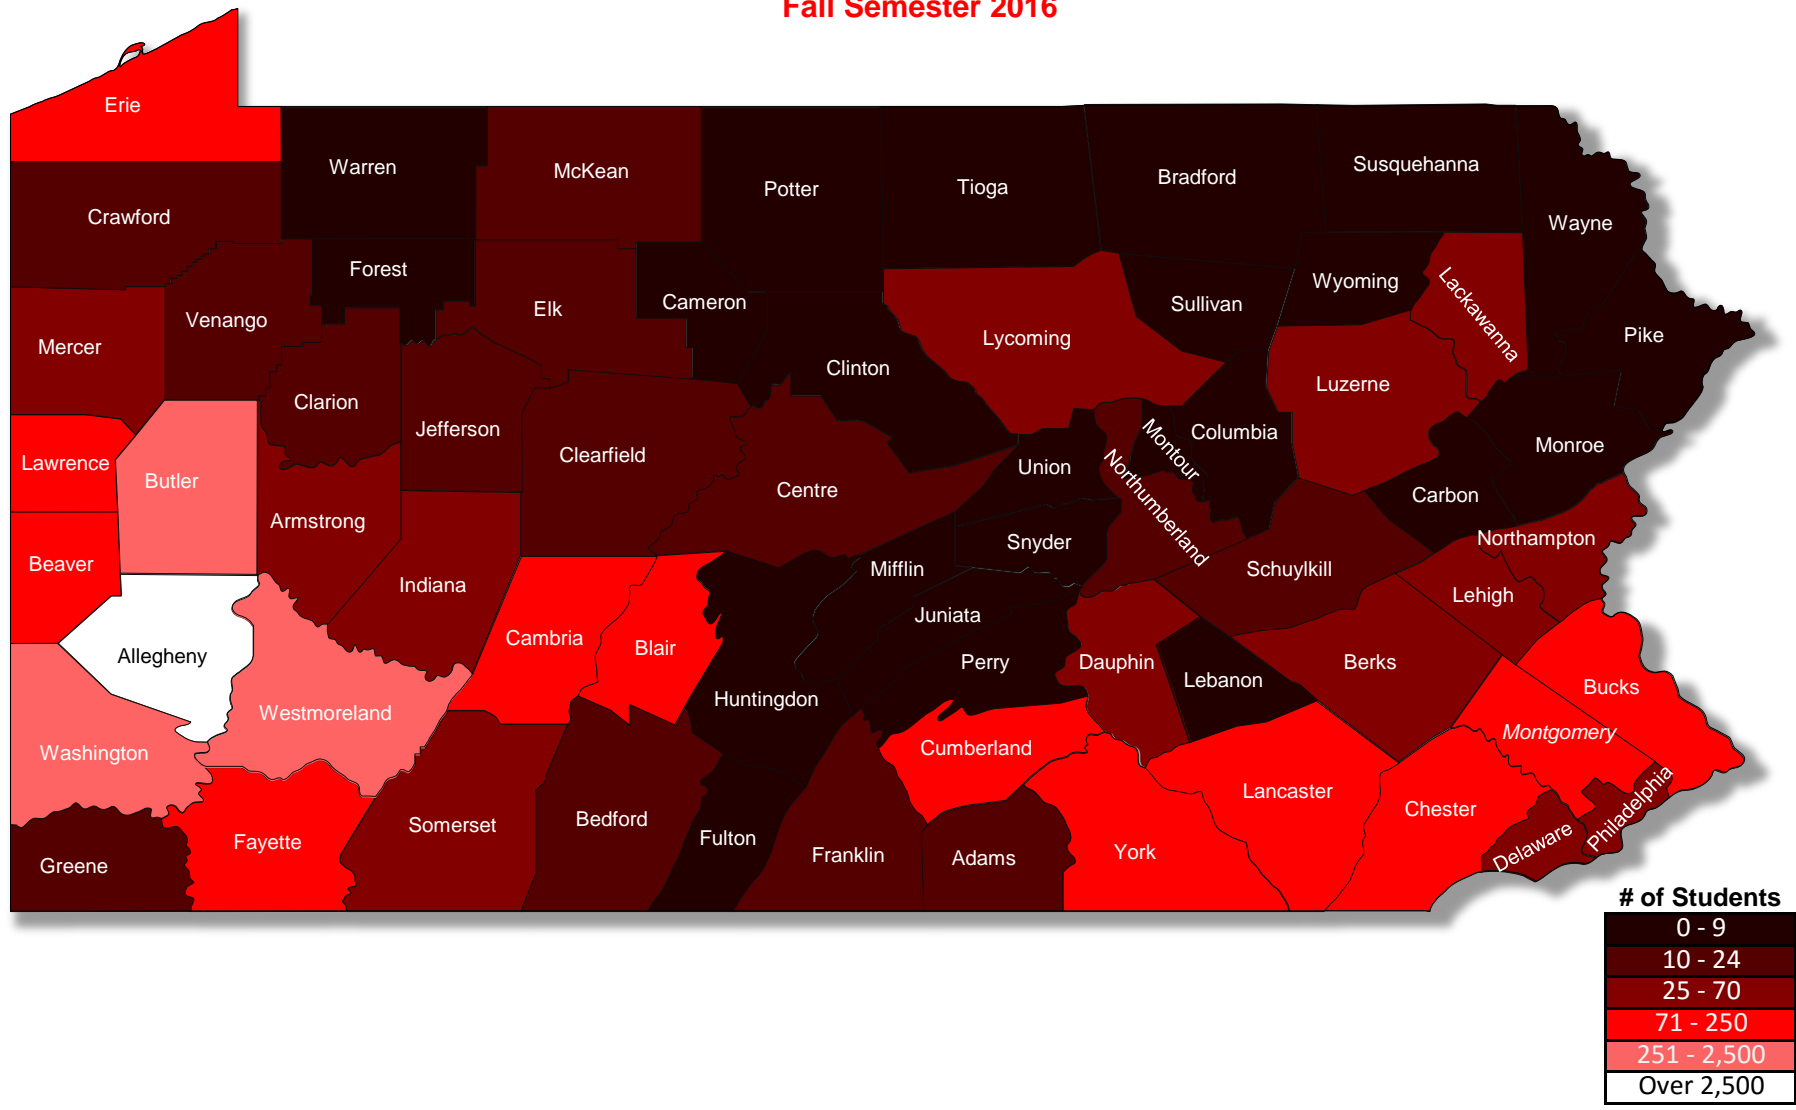 Fall Semester 2016
Erie
Warren
McKean
Potter
Tioga
Bradford
Susquehanna
Wayne
Crawford
Forest
Venango
Elk
Cameron
Sullivan
Wyoming
Lackawanna
Pike
Mercer
Clinton
Lycoming
Luzerne
Clarion
Jefferson
Clearfield
Centre
Union
Montour
Columbia
Monroe
Lawrence
Butler
Armstrong
Northumberland
Carbon
Snyder
Northampton
Beaver
Indiana
Mifflin
Schuylkill
Lehigh
Juniata
Allegheny
Cambria
Blair
Perry
Dauphin
Lebanon
Berks
Bucks
Huntingdon
Westmoreland
Washington
Cumberland
Montgomery
Lancaster
Chester
Philadelphia
Somerset
Bedford
Fulton
Franklin
Adams
York
Delaware
Fayette
Greene
# of Students
0 - 9
10 - 24
25 - 70
71 - 250
251 - 2,500
Over 2,500